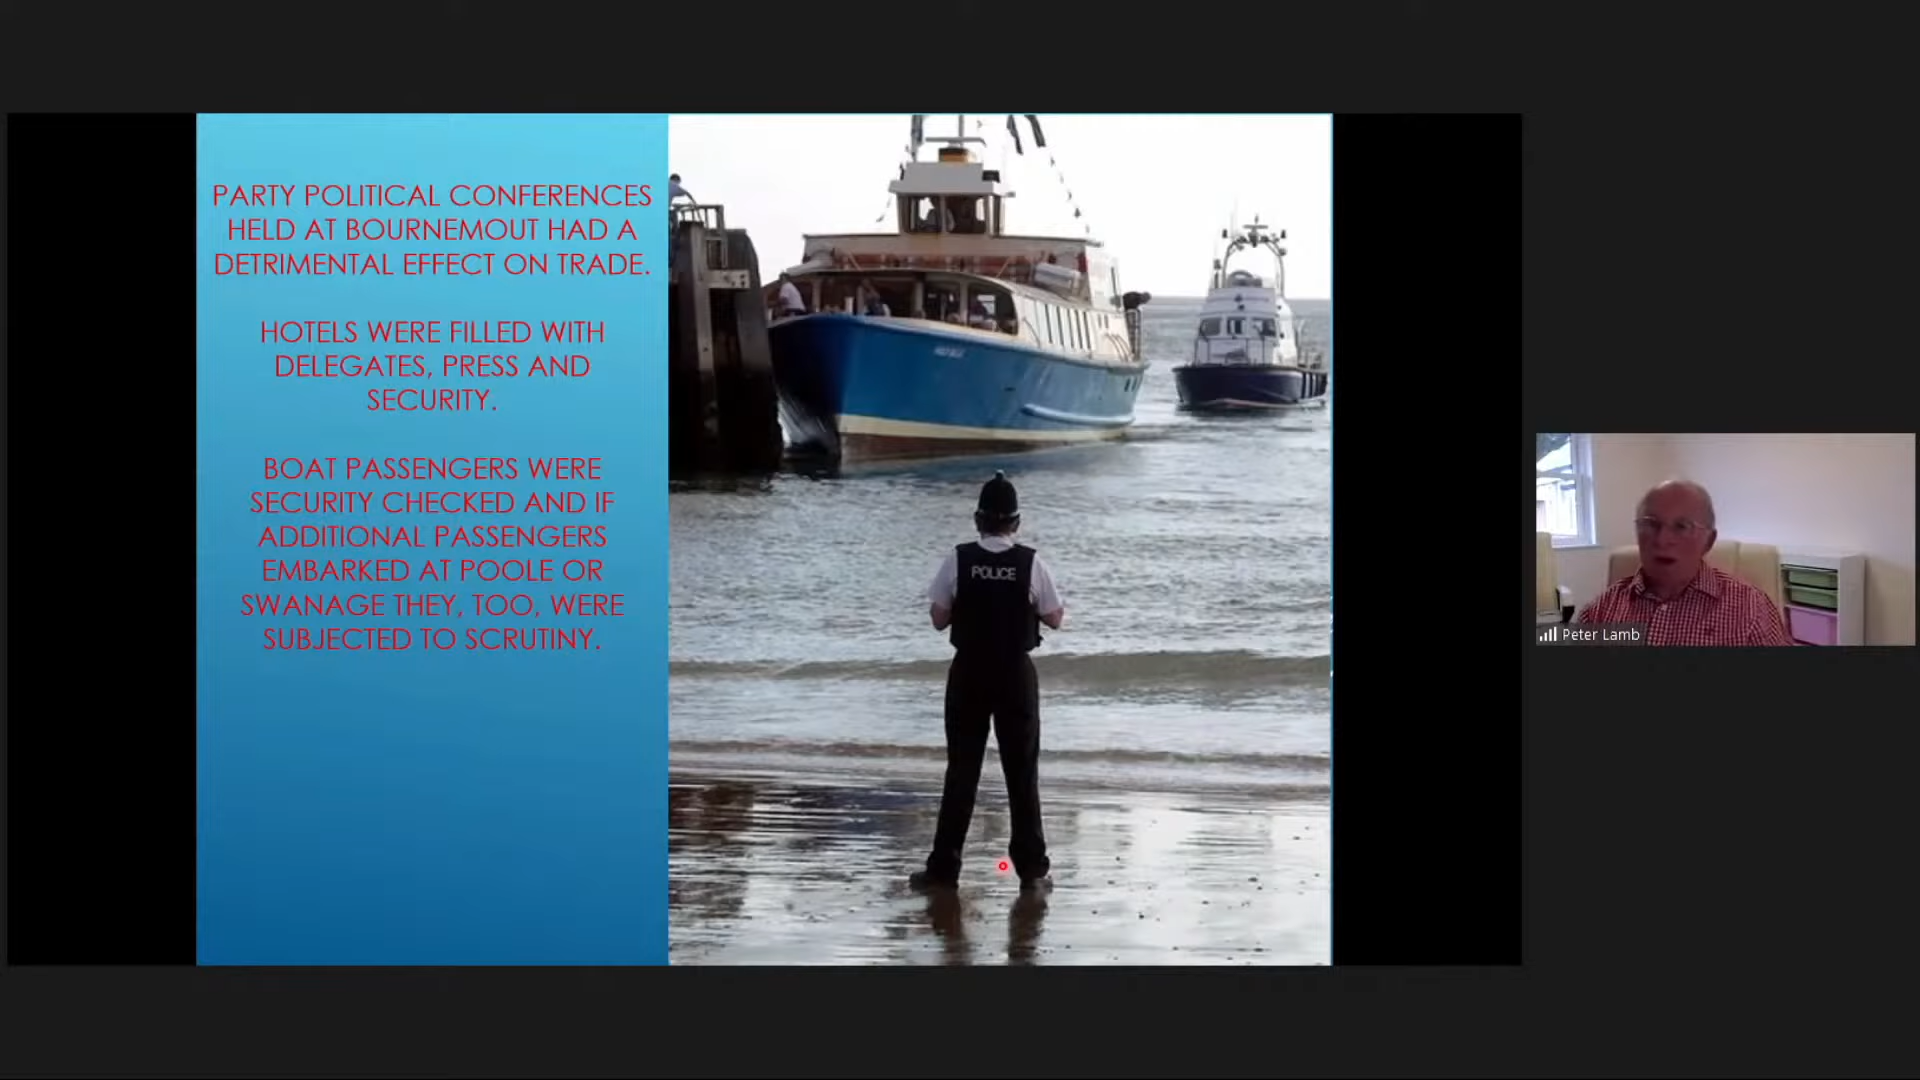 PARTY POLITICAL CONFERENCES
HELD AT BOURNEMOUT HAD A
DETRIMENTAL EFFECT ON TRADE.
HOTELS WERE FILLED WITH
DELEGATES, PRESS AND
SECURITY.
BOAT PASSENGERS WERE
SECURITY CHECKED AND IF
ADDITIONAL PASSENGERS
EMBARKED AT POOLE OR
SWANAGE THEY, TOO, WERE
SUBJECTED TO SCRUTINY.
POLICE
Peter Lamb